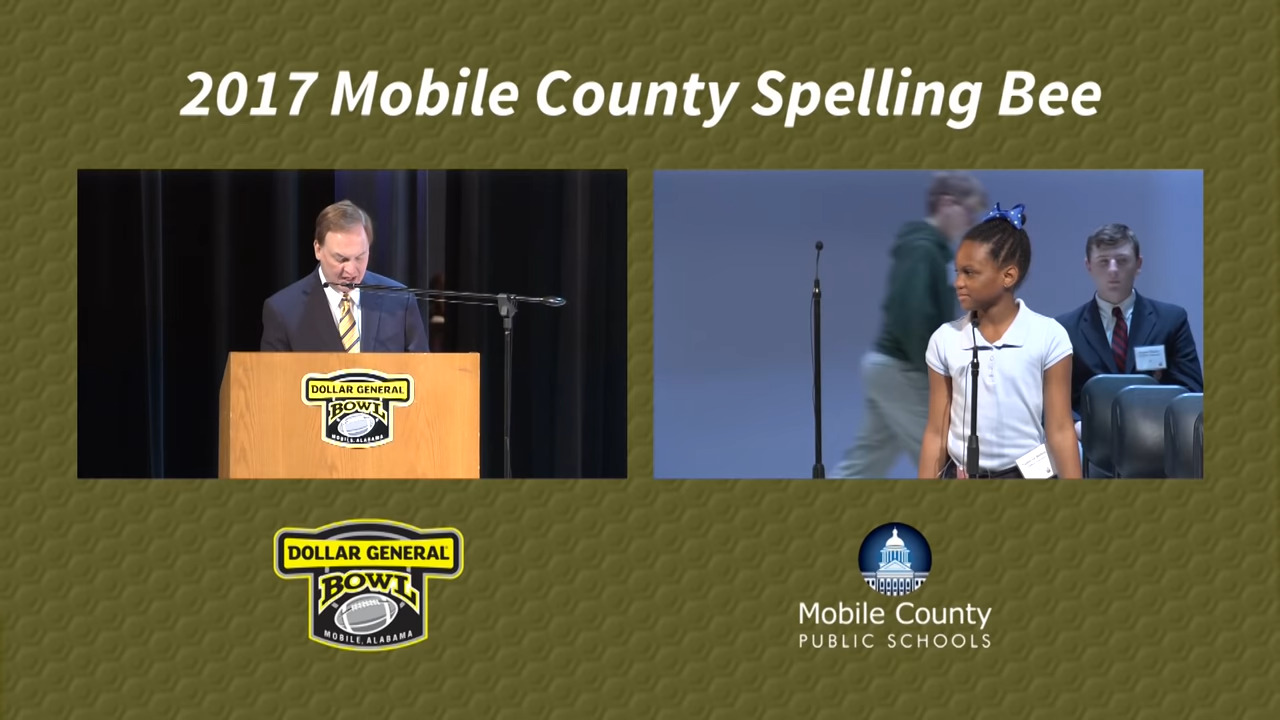 2017 Mobile County Spelling Bee
DOLLAR GENERAL
BOWL
MOBILE, ALABAMA
DOLLAR GENERAL
BOWL
MOBILE, ALABAMA
Mobile County
PUBLIC SCHOOLS